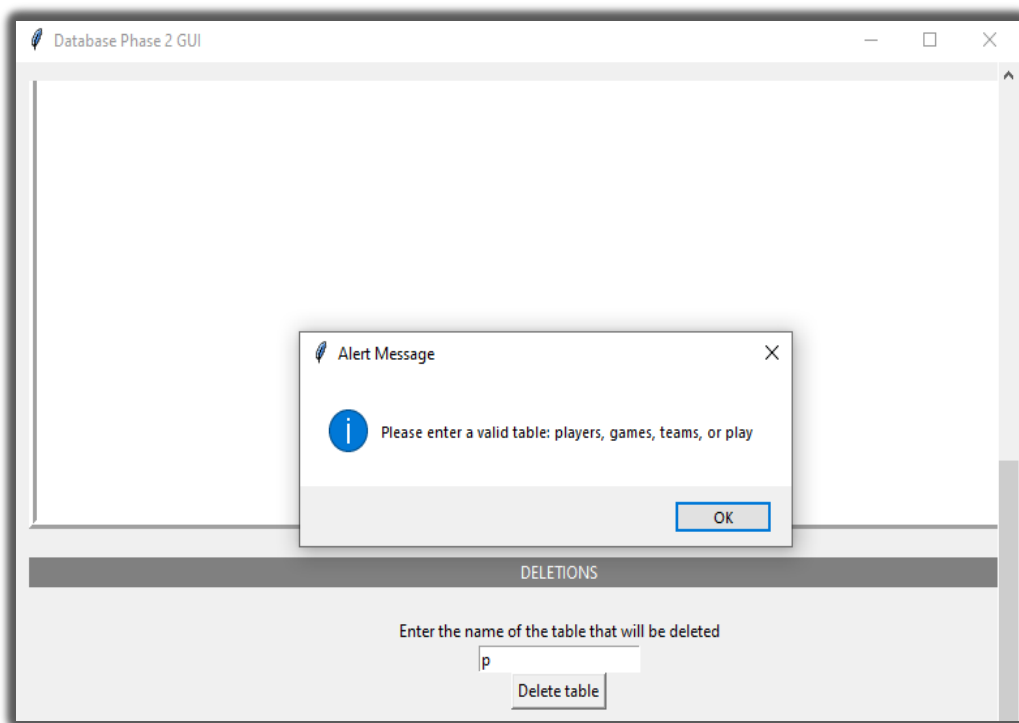 Database Phase 2 GUI
Alert Message
Please enter a valid table: players, games, teams, or play
OK
DELETIONS
Enter the name of the table that will be deleted
p
Delete table